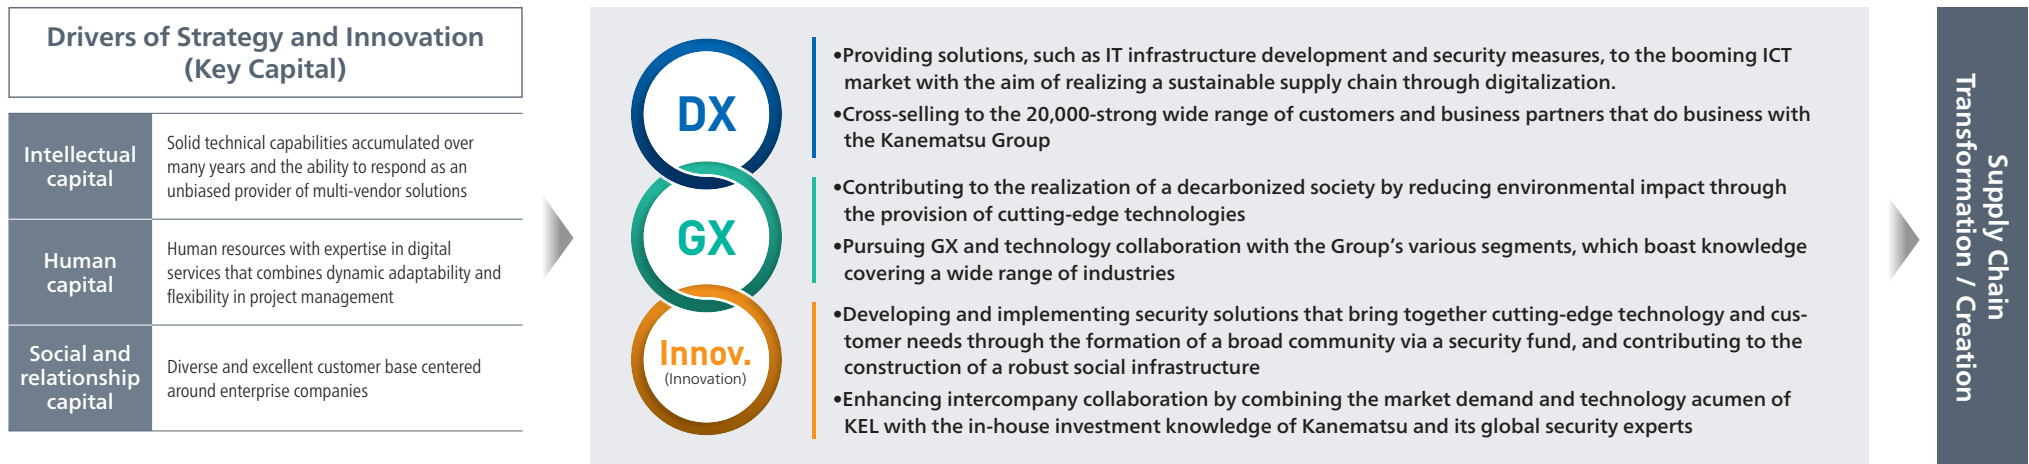 Drivers of Strategy and Innovation
(Key Capital)
Intellectual
capital
Solid technical capabilities accumulated over
many years and the ability to respond as an
unbiased provider of multi-vendor solutions
Human
capital
Human resources with expertise in digital
services that combines dynamic adaptability and
flexibility in project management
Social and
relationship
capital
Diverse and excellent customer base centered
around enterprise companies
DX
•Providing solutions, such as IT infrastructure development and security measures, to the booming ICT
market with the aim of realizing a sustainable supply chain through digitalization.
•Cross-selling to the 20,000-strong wide range of customers and business partners that do business with
the Kanematsu Group
GX
•Contributing to the realization of a decarbonized society by reducing environmental impact through
the provision of cutting-edge technologies
•Pursuing GX and technology collaboration with the Group’s various segments, which boast knowledge
covering a wide range of industries
Innov.
(Innovation)
•Developing and implementing security solutions that bring together cutting-edge technology and cus-
tomer needs through the formation of a broad community via a security fund, and contributing to the
construction of a robust social infrastructure
•Enhancing intercompany collaboration by combining the market demand and technology acumen of
KEL with the in-house investment knowledge of Kanematsu and its global security experts
Supply Chain
Transformation / Creation